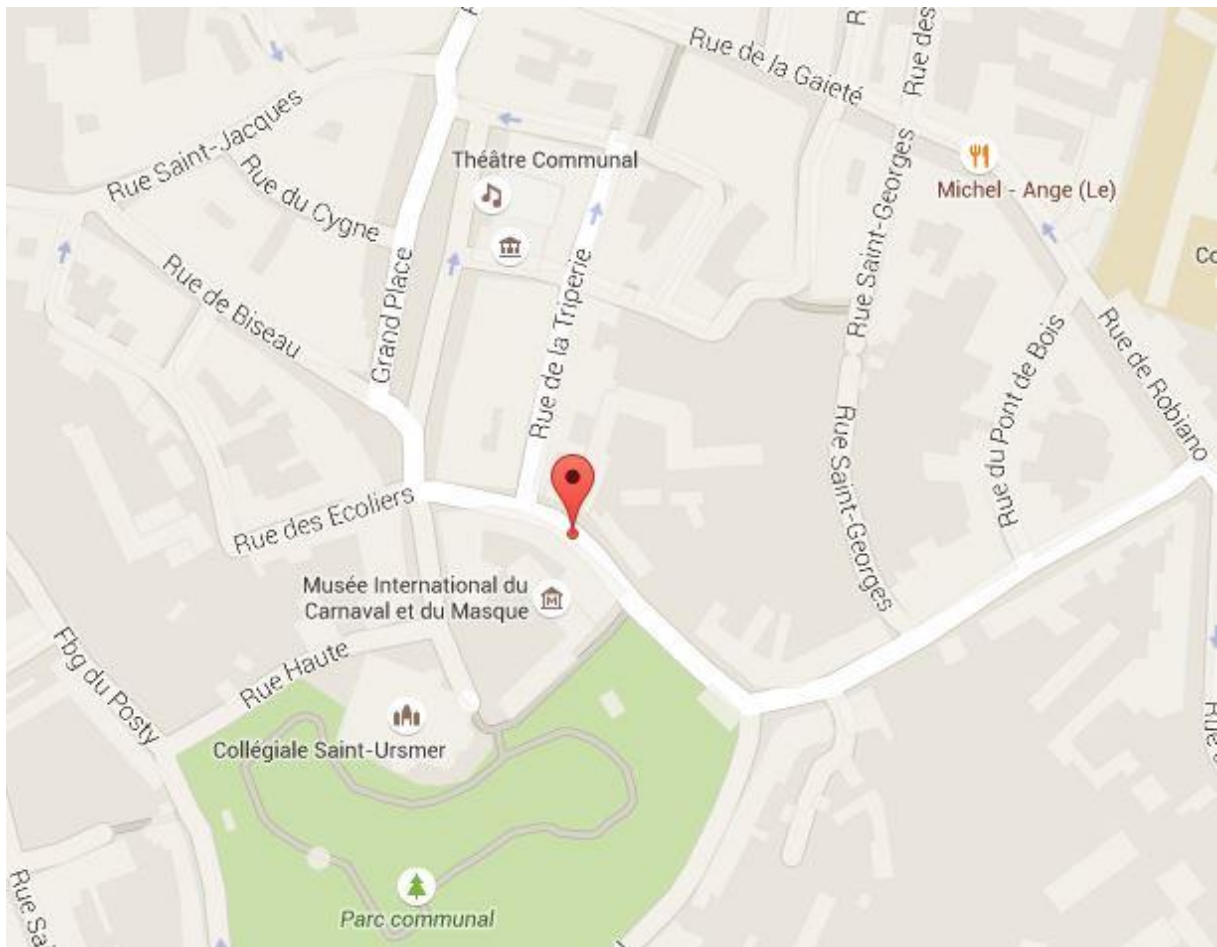 Rue de la Gaieté
Rue des
Rue Saint-Jacques
Théâtre Communal
Michel - Ange (Le)
Rue du Cygne
Rue Saint-Georges
Rue de Biseau
Grand Place
Rue de la Triperie
Rue du Pont de Bois
Rue de Robiano
Rue Saint-Georges
Rue des Ecoliers
Musée International du
Carnaval et du Masque
Fbg du Posty
Rue Haute
Collégiale Saint-Ursmer
Parc communal